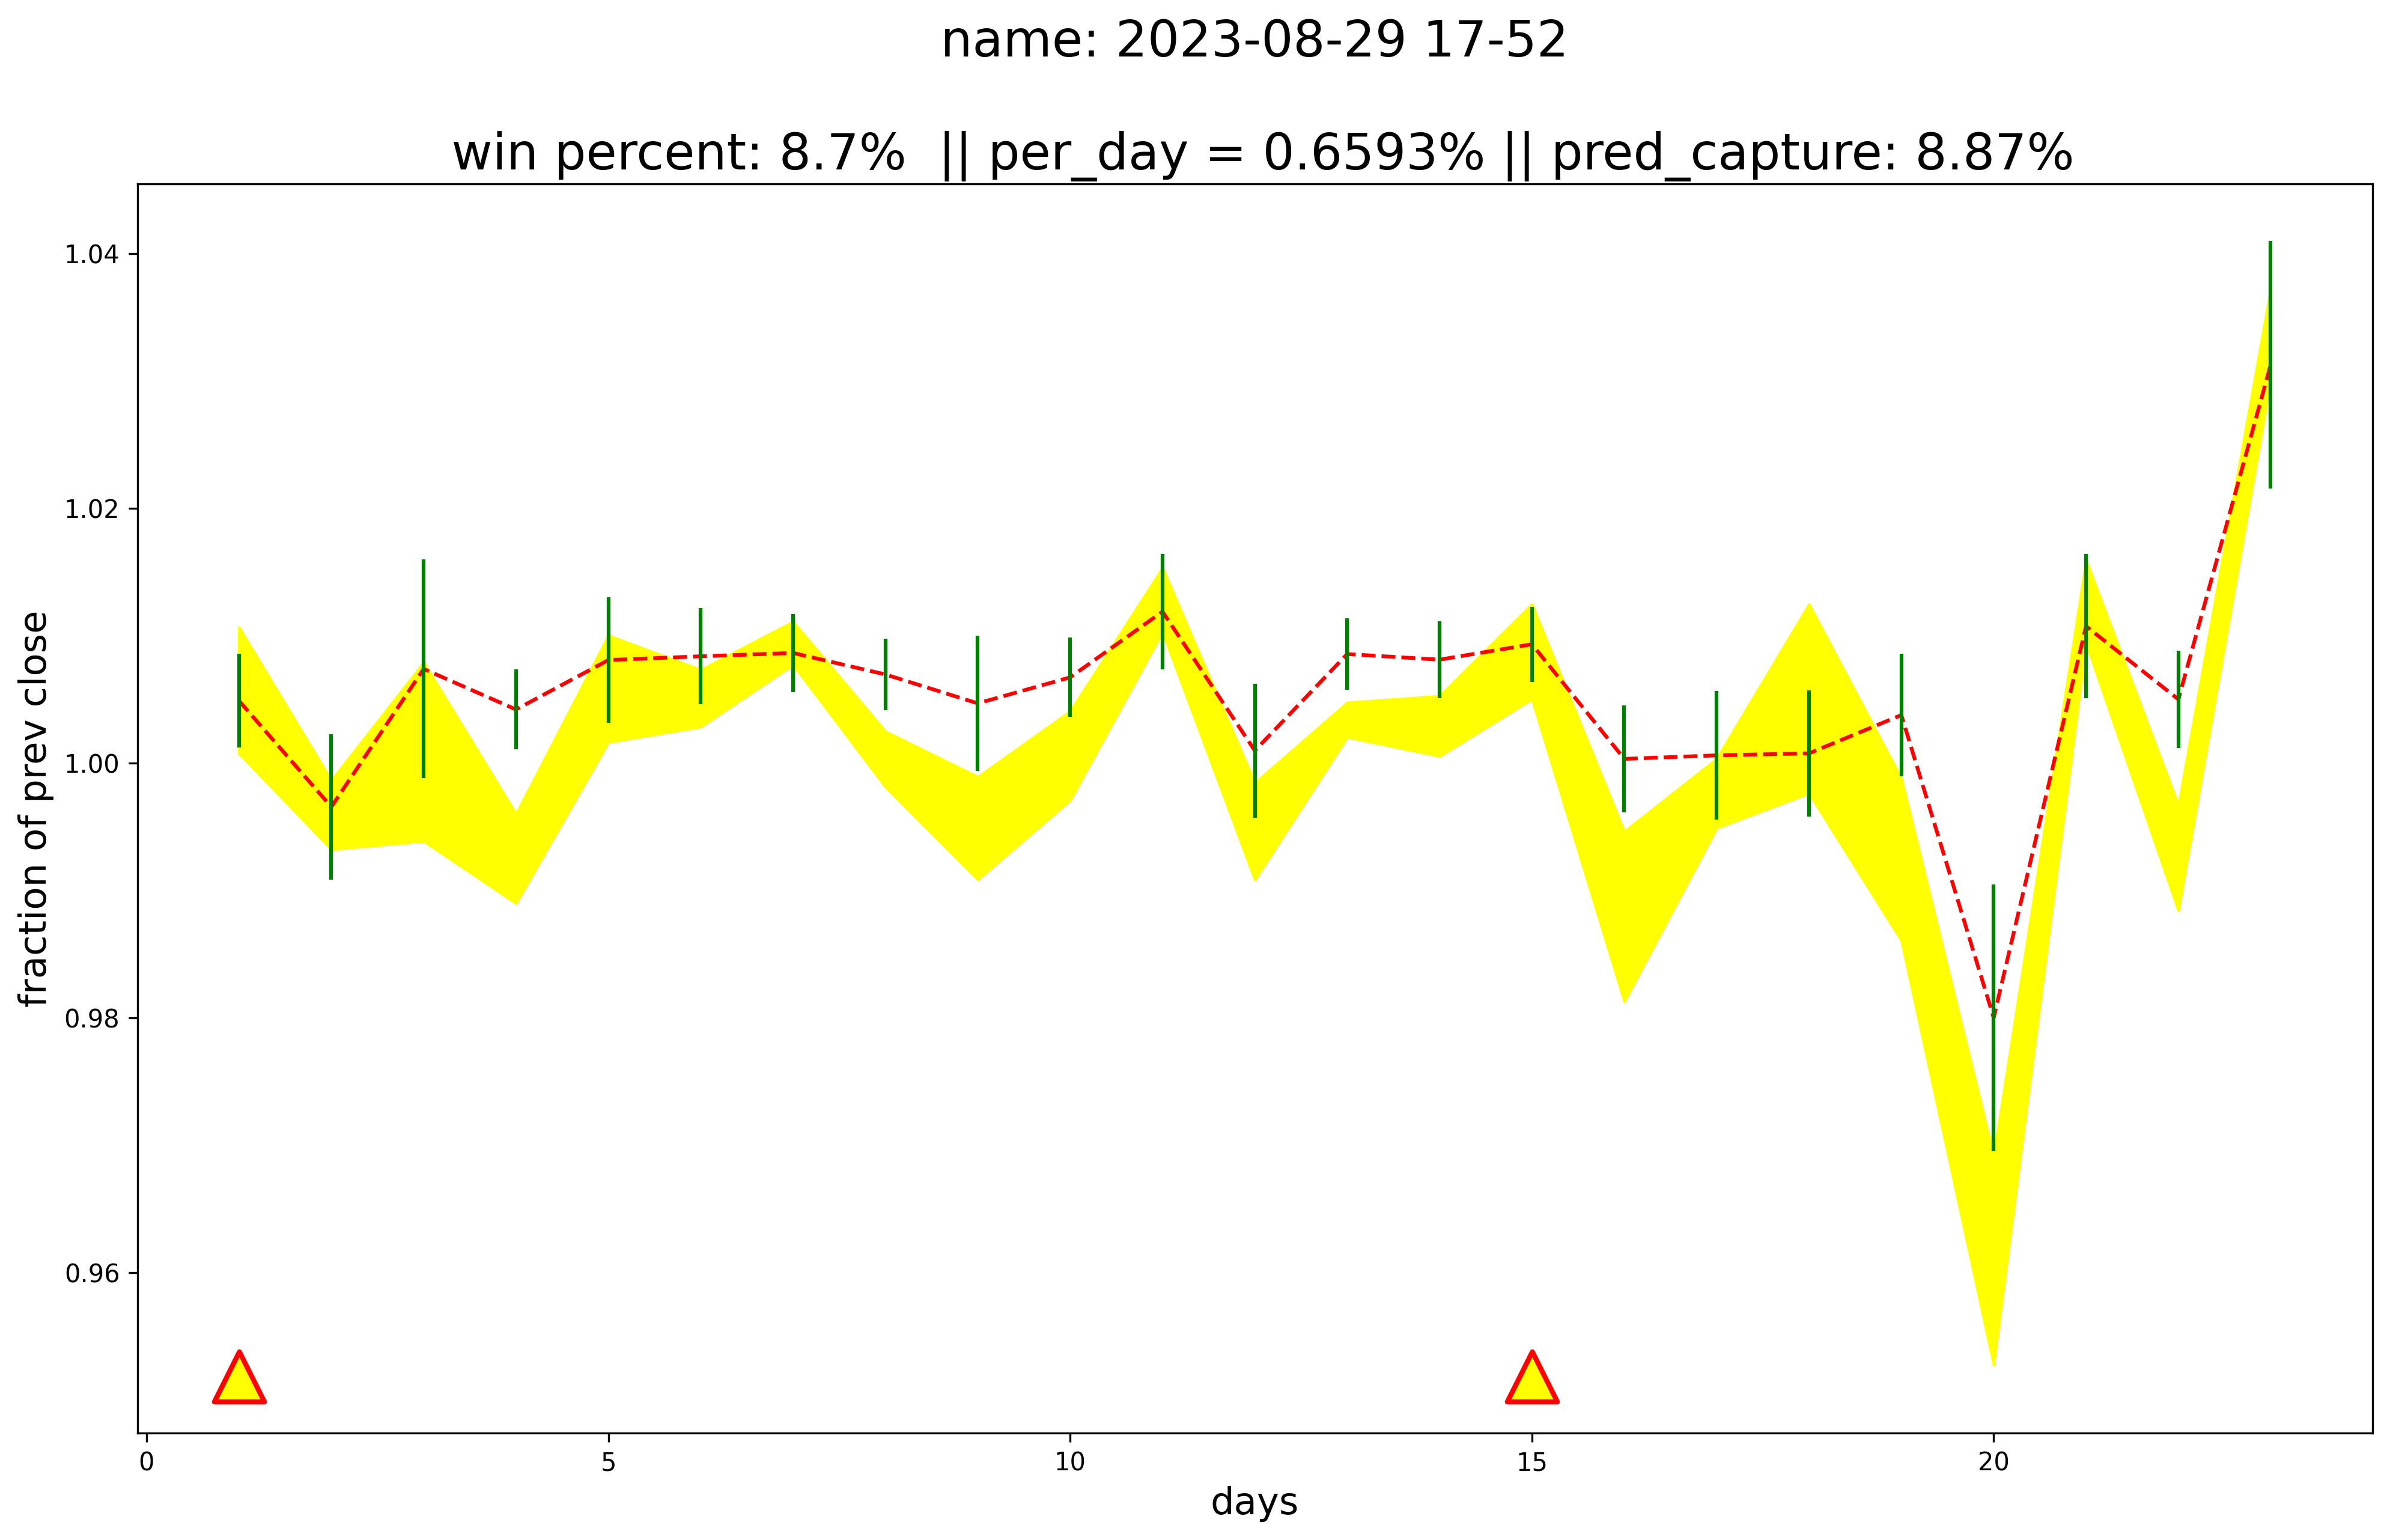 name: 2023-08-29 17-52
win percent: 8.7%  || per_day = 0.6593% || pred_capture: 8.87%
fraction of prev close
1.04
1.02
1.00
0.98
0.96
0 5 10 15 20
days